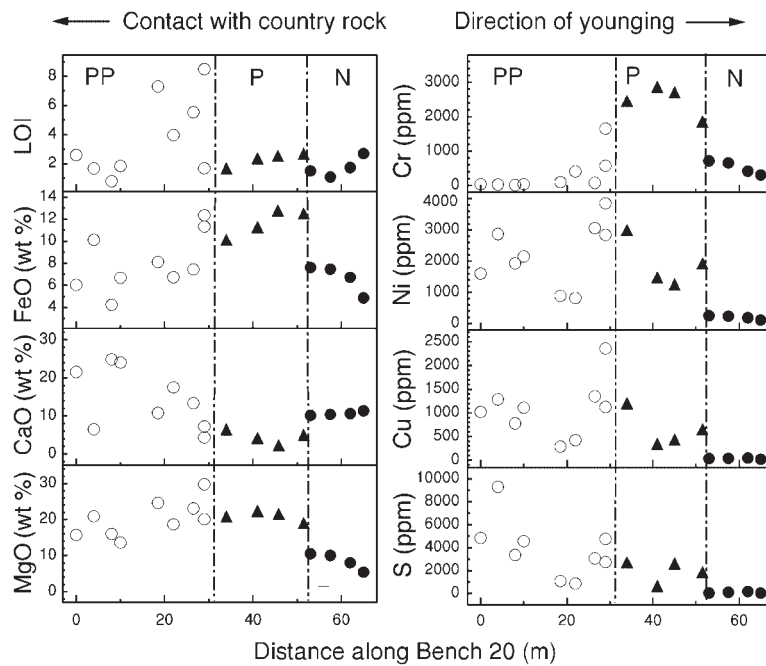 Contact with country rock Direction of younging
PP P N
LOI
8
6
4
2
FeO (wt %)
14
12
10
8
6
4
2
0
CaO (wt %)
30
20
10
0
MgO (wt %)
30
20
10
0
0 20 40 60
PP P N
Cr (ppm)
3000
2000
1000
0
Ni (ppm)
4000
3000
2000
1000
0
Cu (ppm)
2500
2000
1500
1000
500
0
S (ppm)
10000
8000
6000
4000
2000
0
0 20 40 60
Distance along Bench 20 (m)